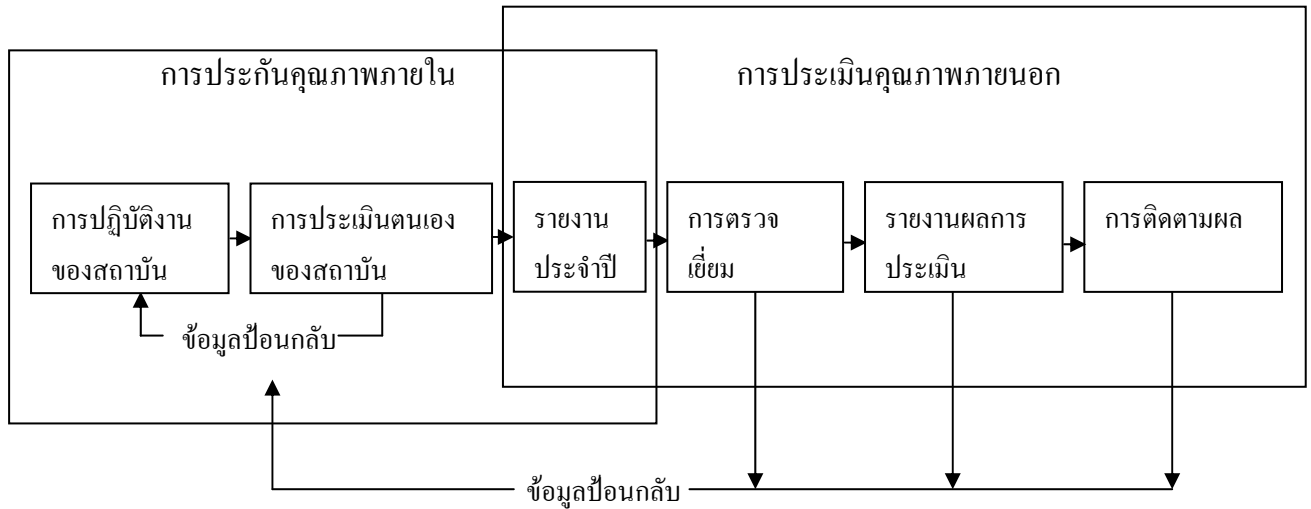 การประกันคุณภาพภายใน
การประเมินคุณภาพภายนอก
การปฏิบัติงาน
ของสถาบัน
การประเมินตนเอง
ของสถาบัน
รายงาน
ประจำปี
การตรวจ
เยี่ยม
รายงานผลการ
ประเมิน
การติดตามผล
ข้อมูลป้อนกลับ
ข้อมูลป้อนกลับ